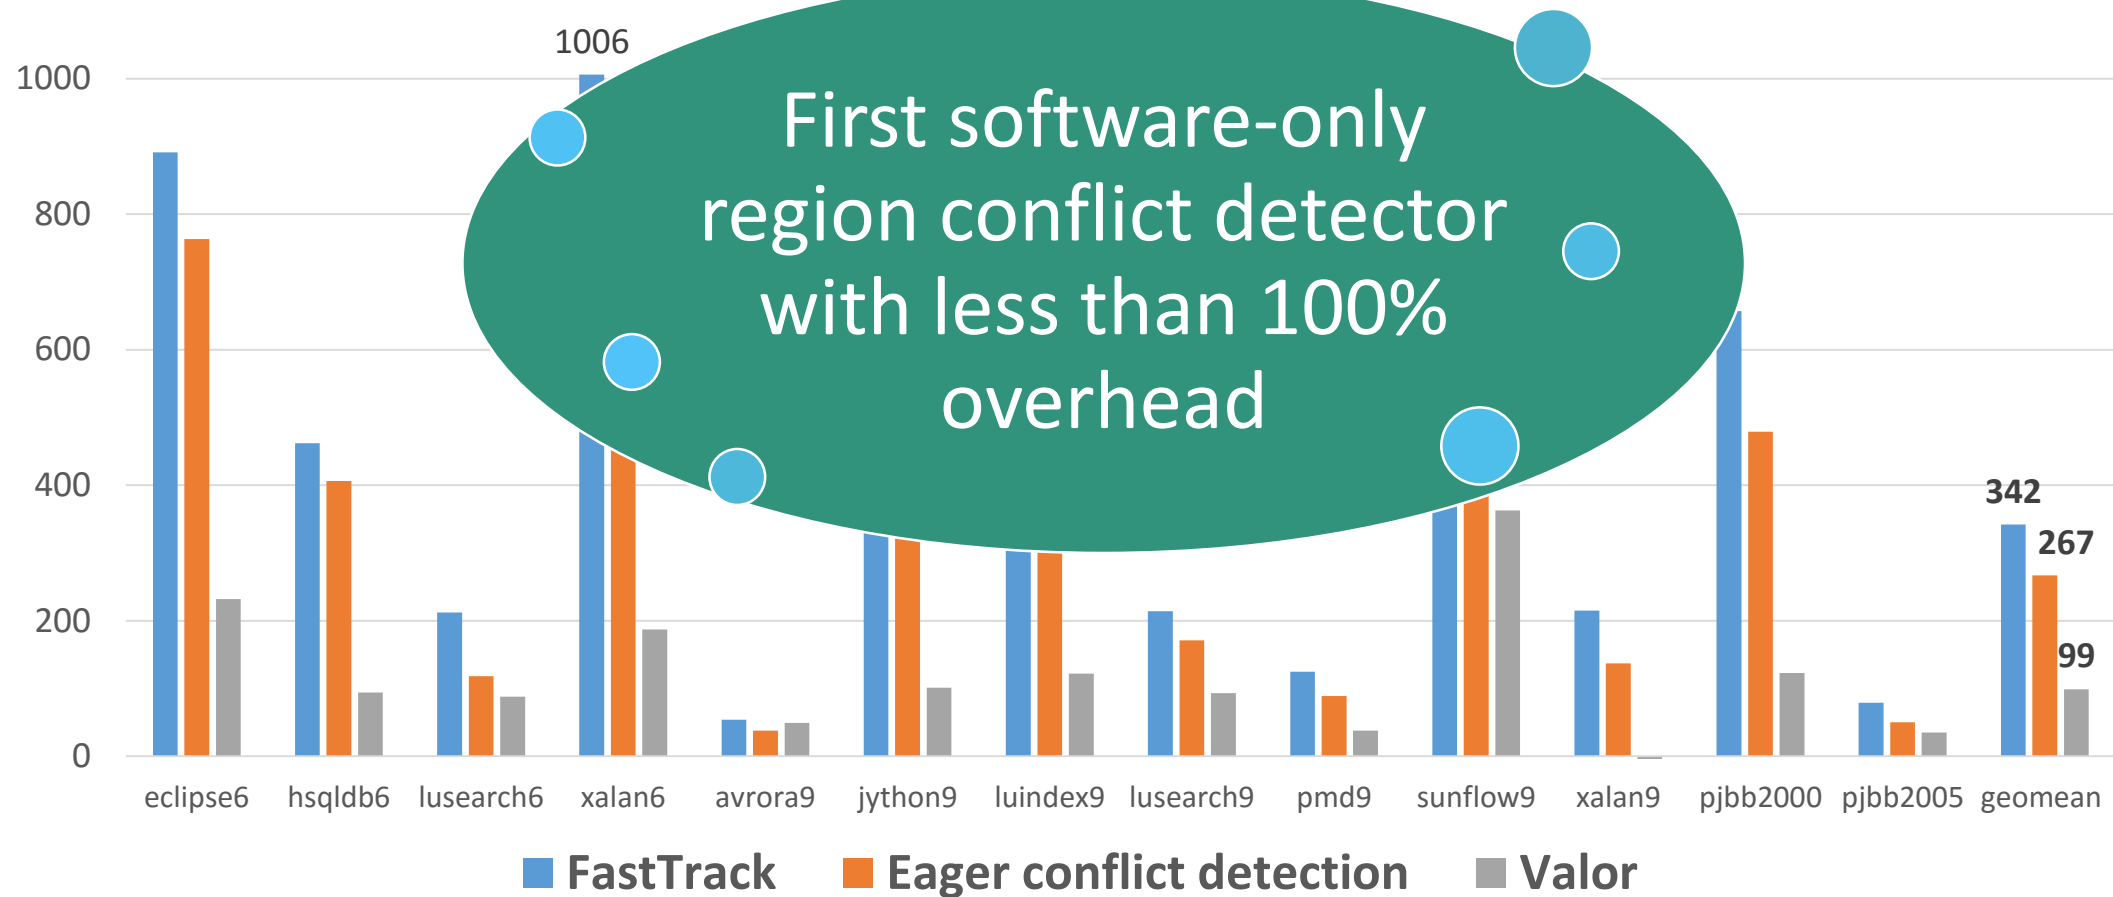 1006
1000
First software-only
region conflict detector
with less than 100%
overhead
800
600
400
342
267
200
99
0
eclipse6 hsqldb6 lusearch6 xalan6 avrora9 jython9 luindex9 lusearch9 pmd9 sunflow9 xalan9 pjbb2000 pjbb2005 geomean
FastTrack Eager conflict detection Valor